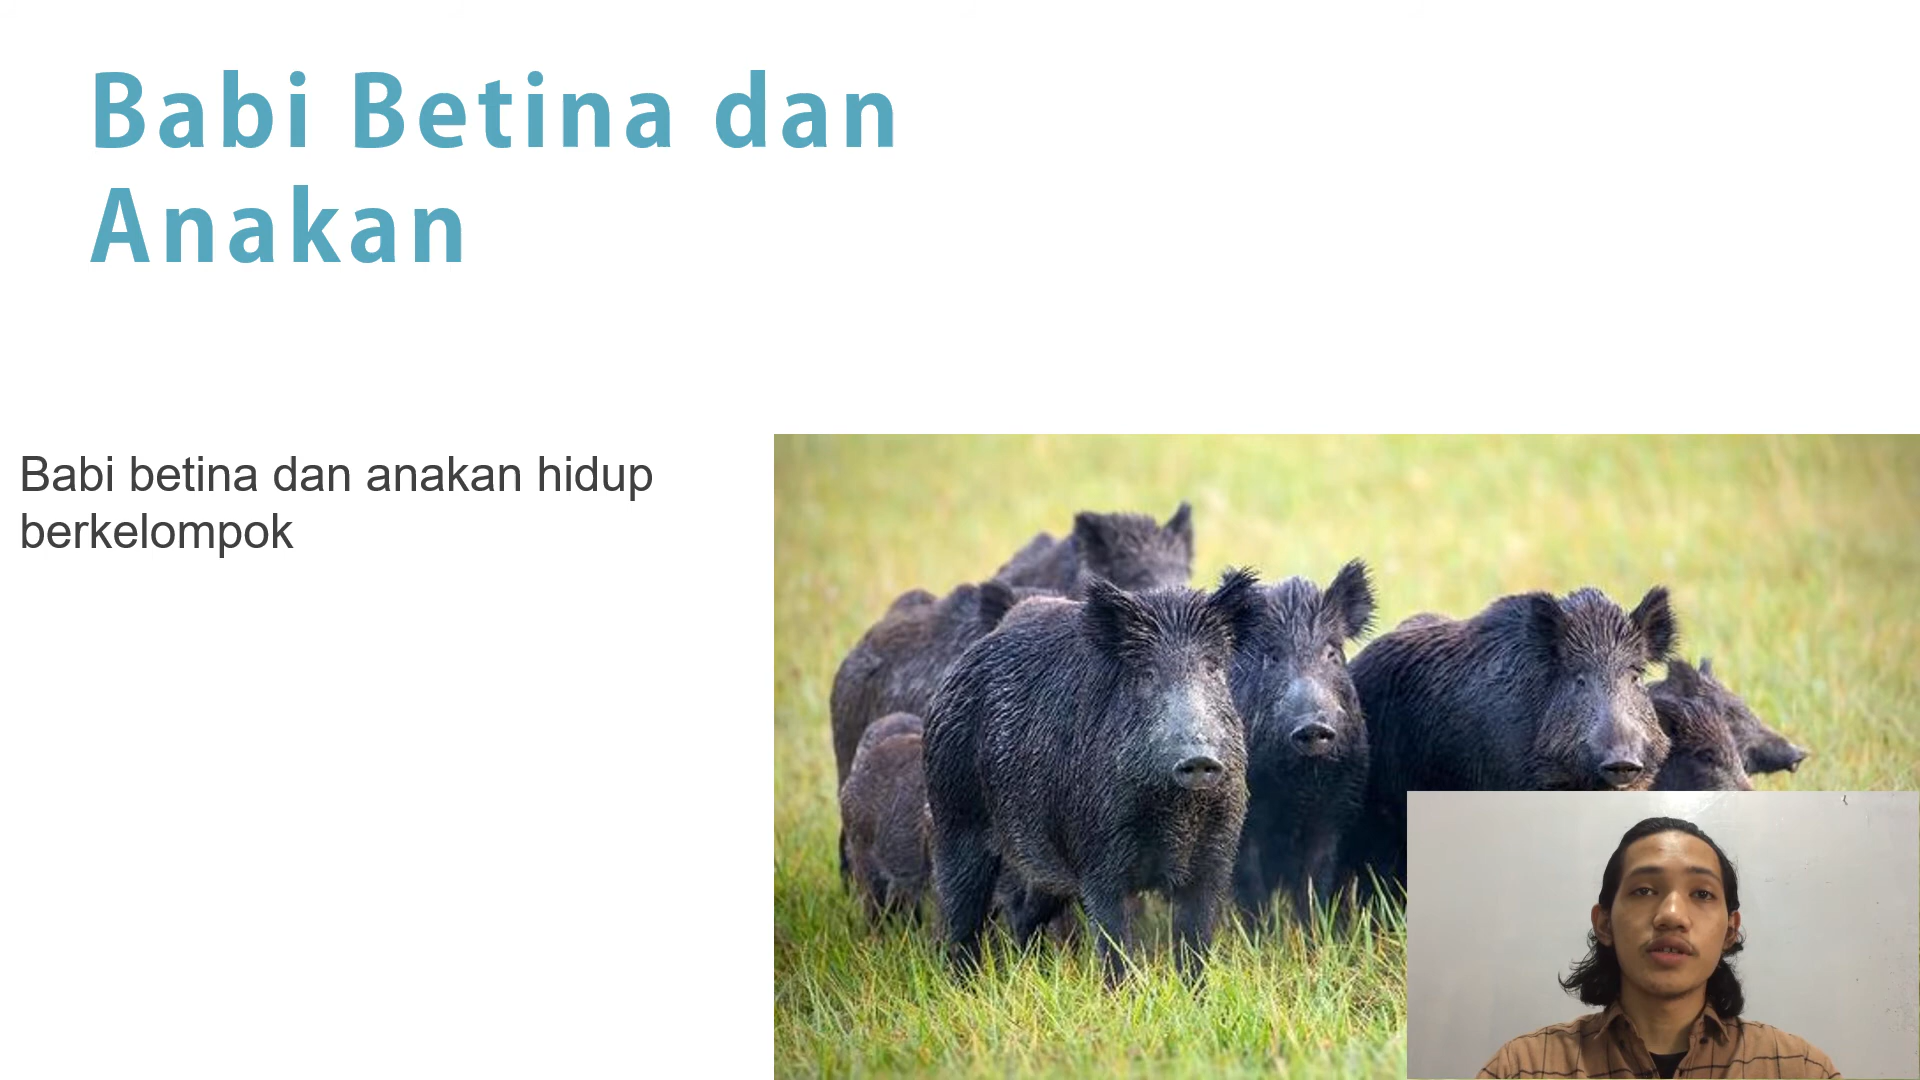 Babi Betina dan
Anakan
Babi betina dan anakan hidup
berkelompok